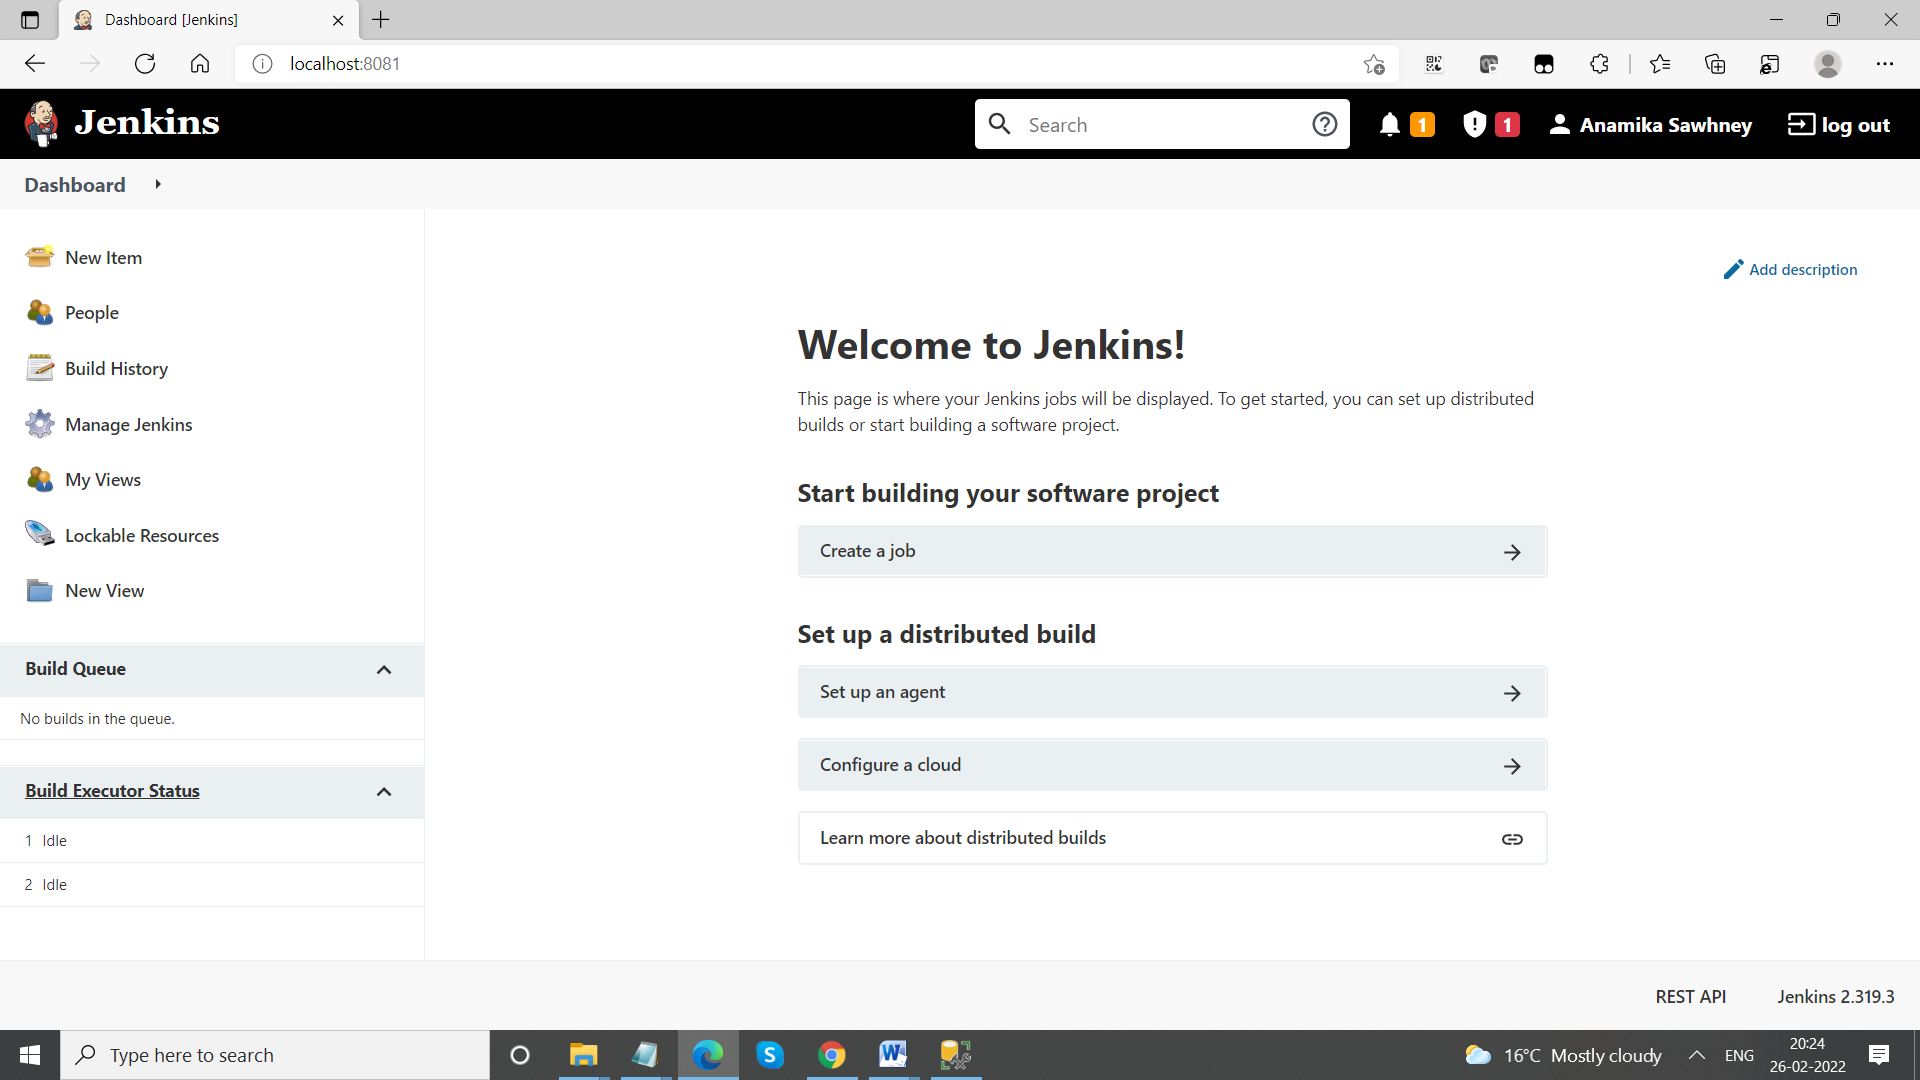 Dashboard [Jenkins]
localhost:8081
Jenkins
Search
1
1
Anamika Sawhney
log out
Dashboard
New Item
People
Build History
Manage Jenkins
My Views
Lockable Resources
New View
Build Queue
No builds in the queue.
Build Executor Status
1 Idle
2 Idle
Add description
Welcome to Jenkins!
This page is where your Jenkins jobs will be displayed. To get started, you can set up distributed
builds or start building a software project.
Start building your software project
Create a job
Set up a distributed build
Set up an agent
Configure a cloud
Learn more about distributed builds
REST API
Jenkins 2.319.3
Type here to search
16°C Mostly cloudy
ENG
20:24
26-02-2022